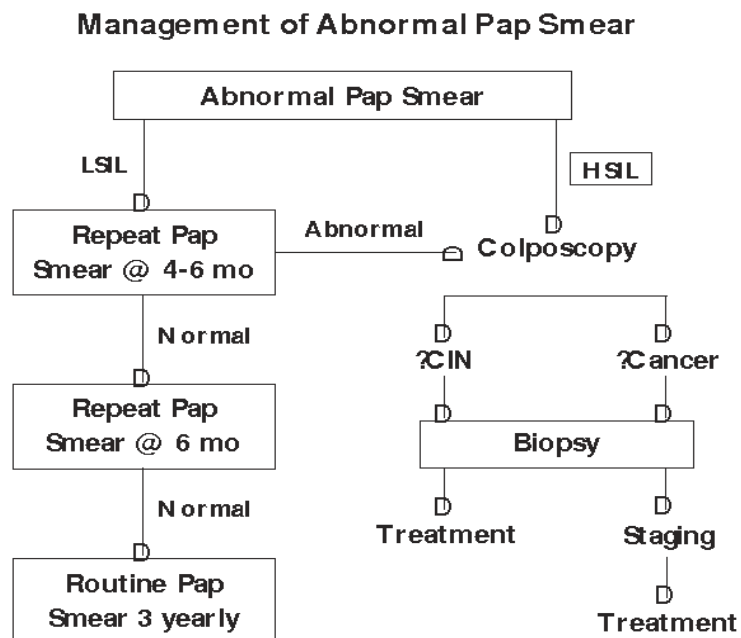 Management of Abnormal Pap Smear
Abnormal Pap Smear
LSIL
HSIL
D
D
Repeat Pap
Smear @ 4-6 mo
Abnormal
D
Colposcopy
Normal
D
D
?CIN
?Cancer
D
Repeat Pap
Smear @ 6 mo
D
D
Biopsy
Normal
D
D
Treatment
Staging
D
Routine Pap
Smear 3 yearly
D
Treatment